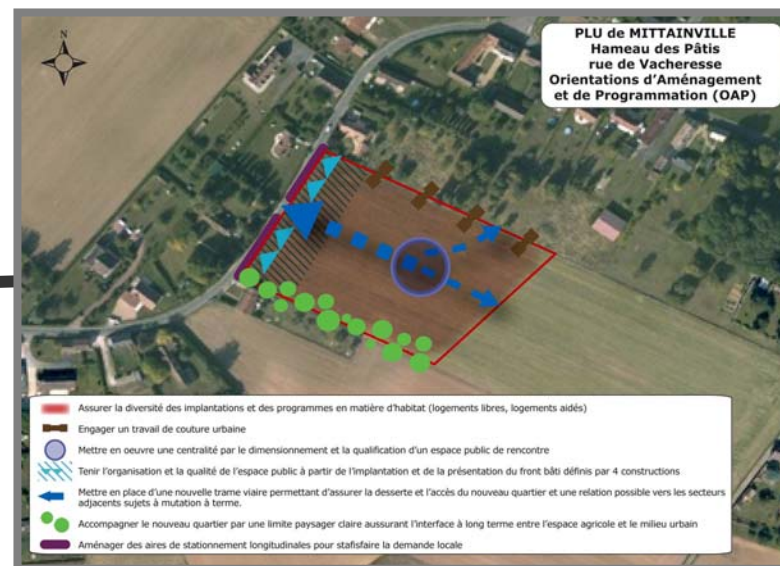 N
PLU de MITTAINVILLE
Hameau des Pâtis
rue de Vacheresse
Orientations d'Aménagement
et de Programmation (OAP)
Assurer la diversité des implantations et des programmes en matière d'habitat (logements libres, logements aidés)
Engager un travail de couture urbaine
Mettre en oeuvre une centralité par le dimensionnement et la qualification d'un espace public de rencontre
Tenir l'organisation et la qualité de l'espace public à partir de l'implantation et de la présentation du front bâti définis par 4 constructions
Mettre en place d'une nouvelle trame viaire permettant d'assurer la desserte et l'accès du nouveau quartier et une relation possible vers les secteurs
adjacents sujets à mutation à terme.
Accompagner le nouveau quartier par une limite paysager claire aussurant l'interface à long terme entre l'espace agricole et le milieu urbain
Aménager des aires de stationnement longitudinales pour stafisfaire la demande locale